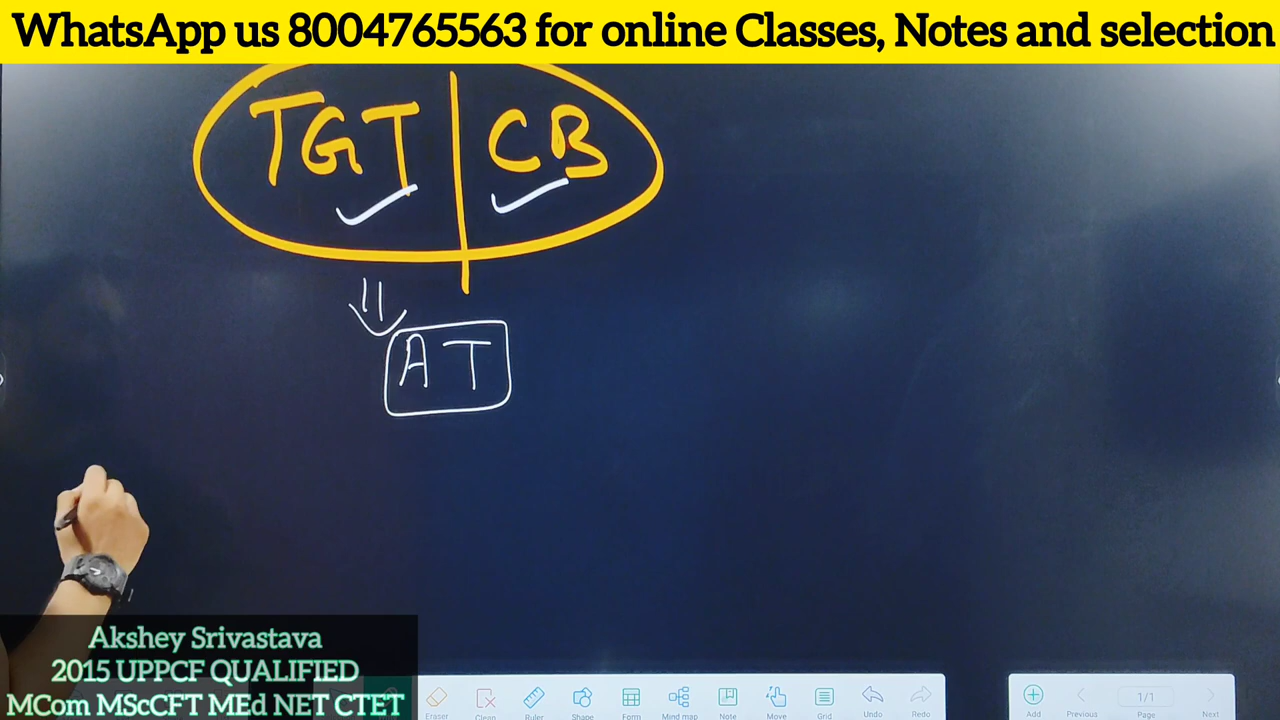 WhatsApp us 8004765563 for online Classes, Notes and selection
TGT CB
AT
Akshey Srivastava
2015 UPPCF QUALIFIED
MCom MScCFT MEd NET CTET
Eraser Clean Ruler Shape Form Mind map Note Move Grid Undo Redo
1/1
Add Previous Page Next